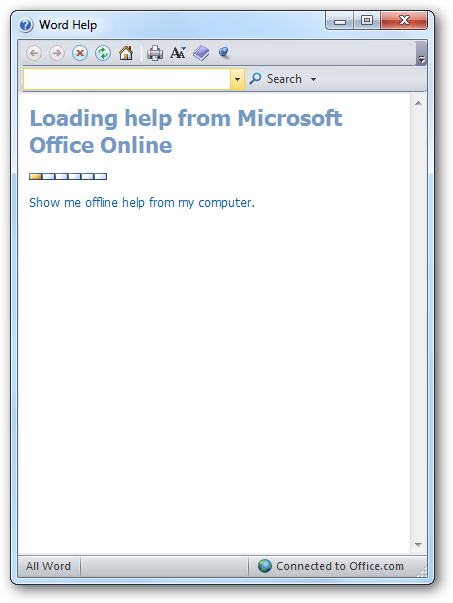 Word Help
Search
Loading help from Microsoft
Office Online
Show me offline help from my computer.
All Word
Connected to Office.com